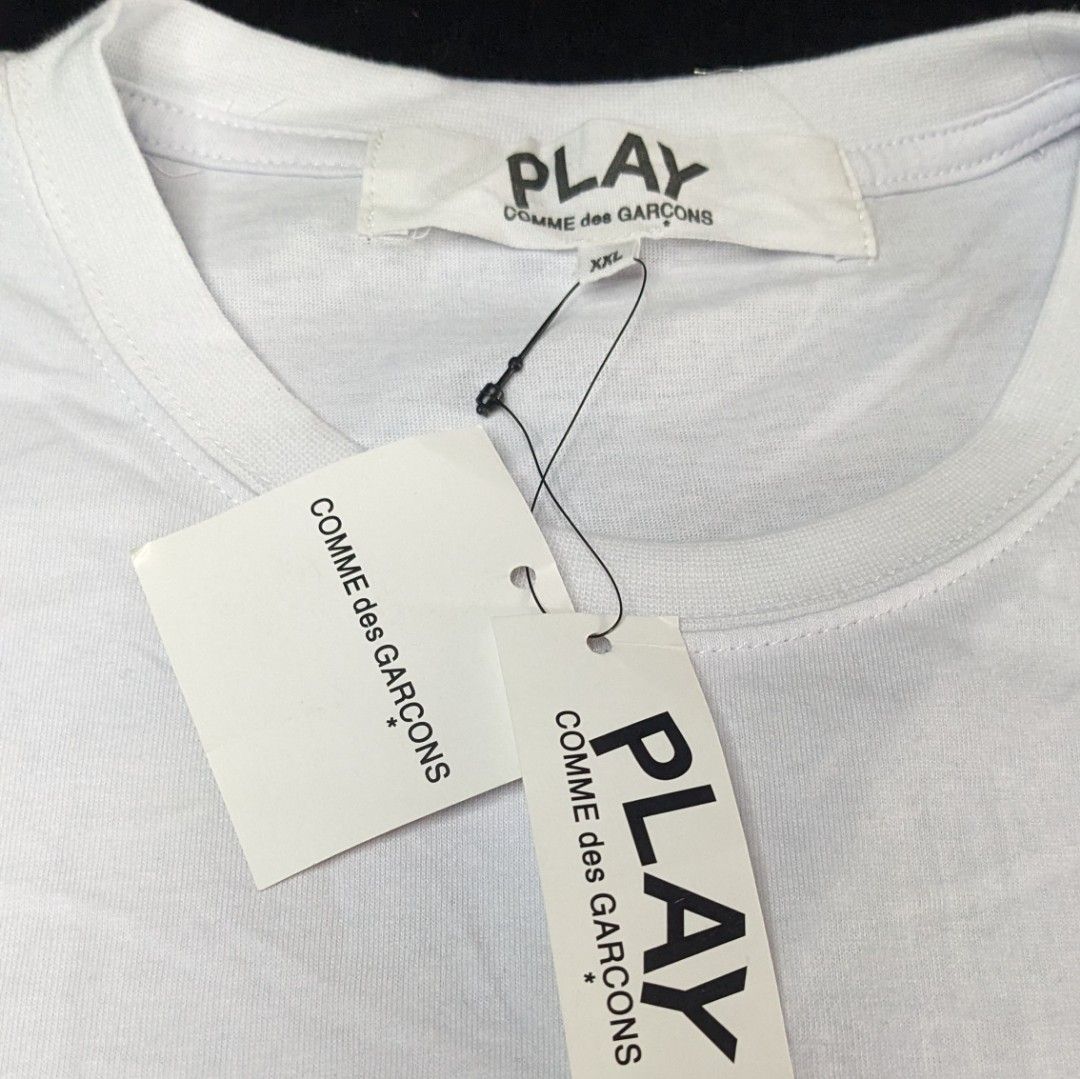 PLAY
COMME des GARÇONS
*
XXL
COMME des GARCONS
*
PLAY
COMME des GARCONS
*